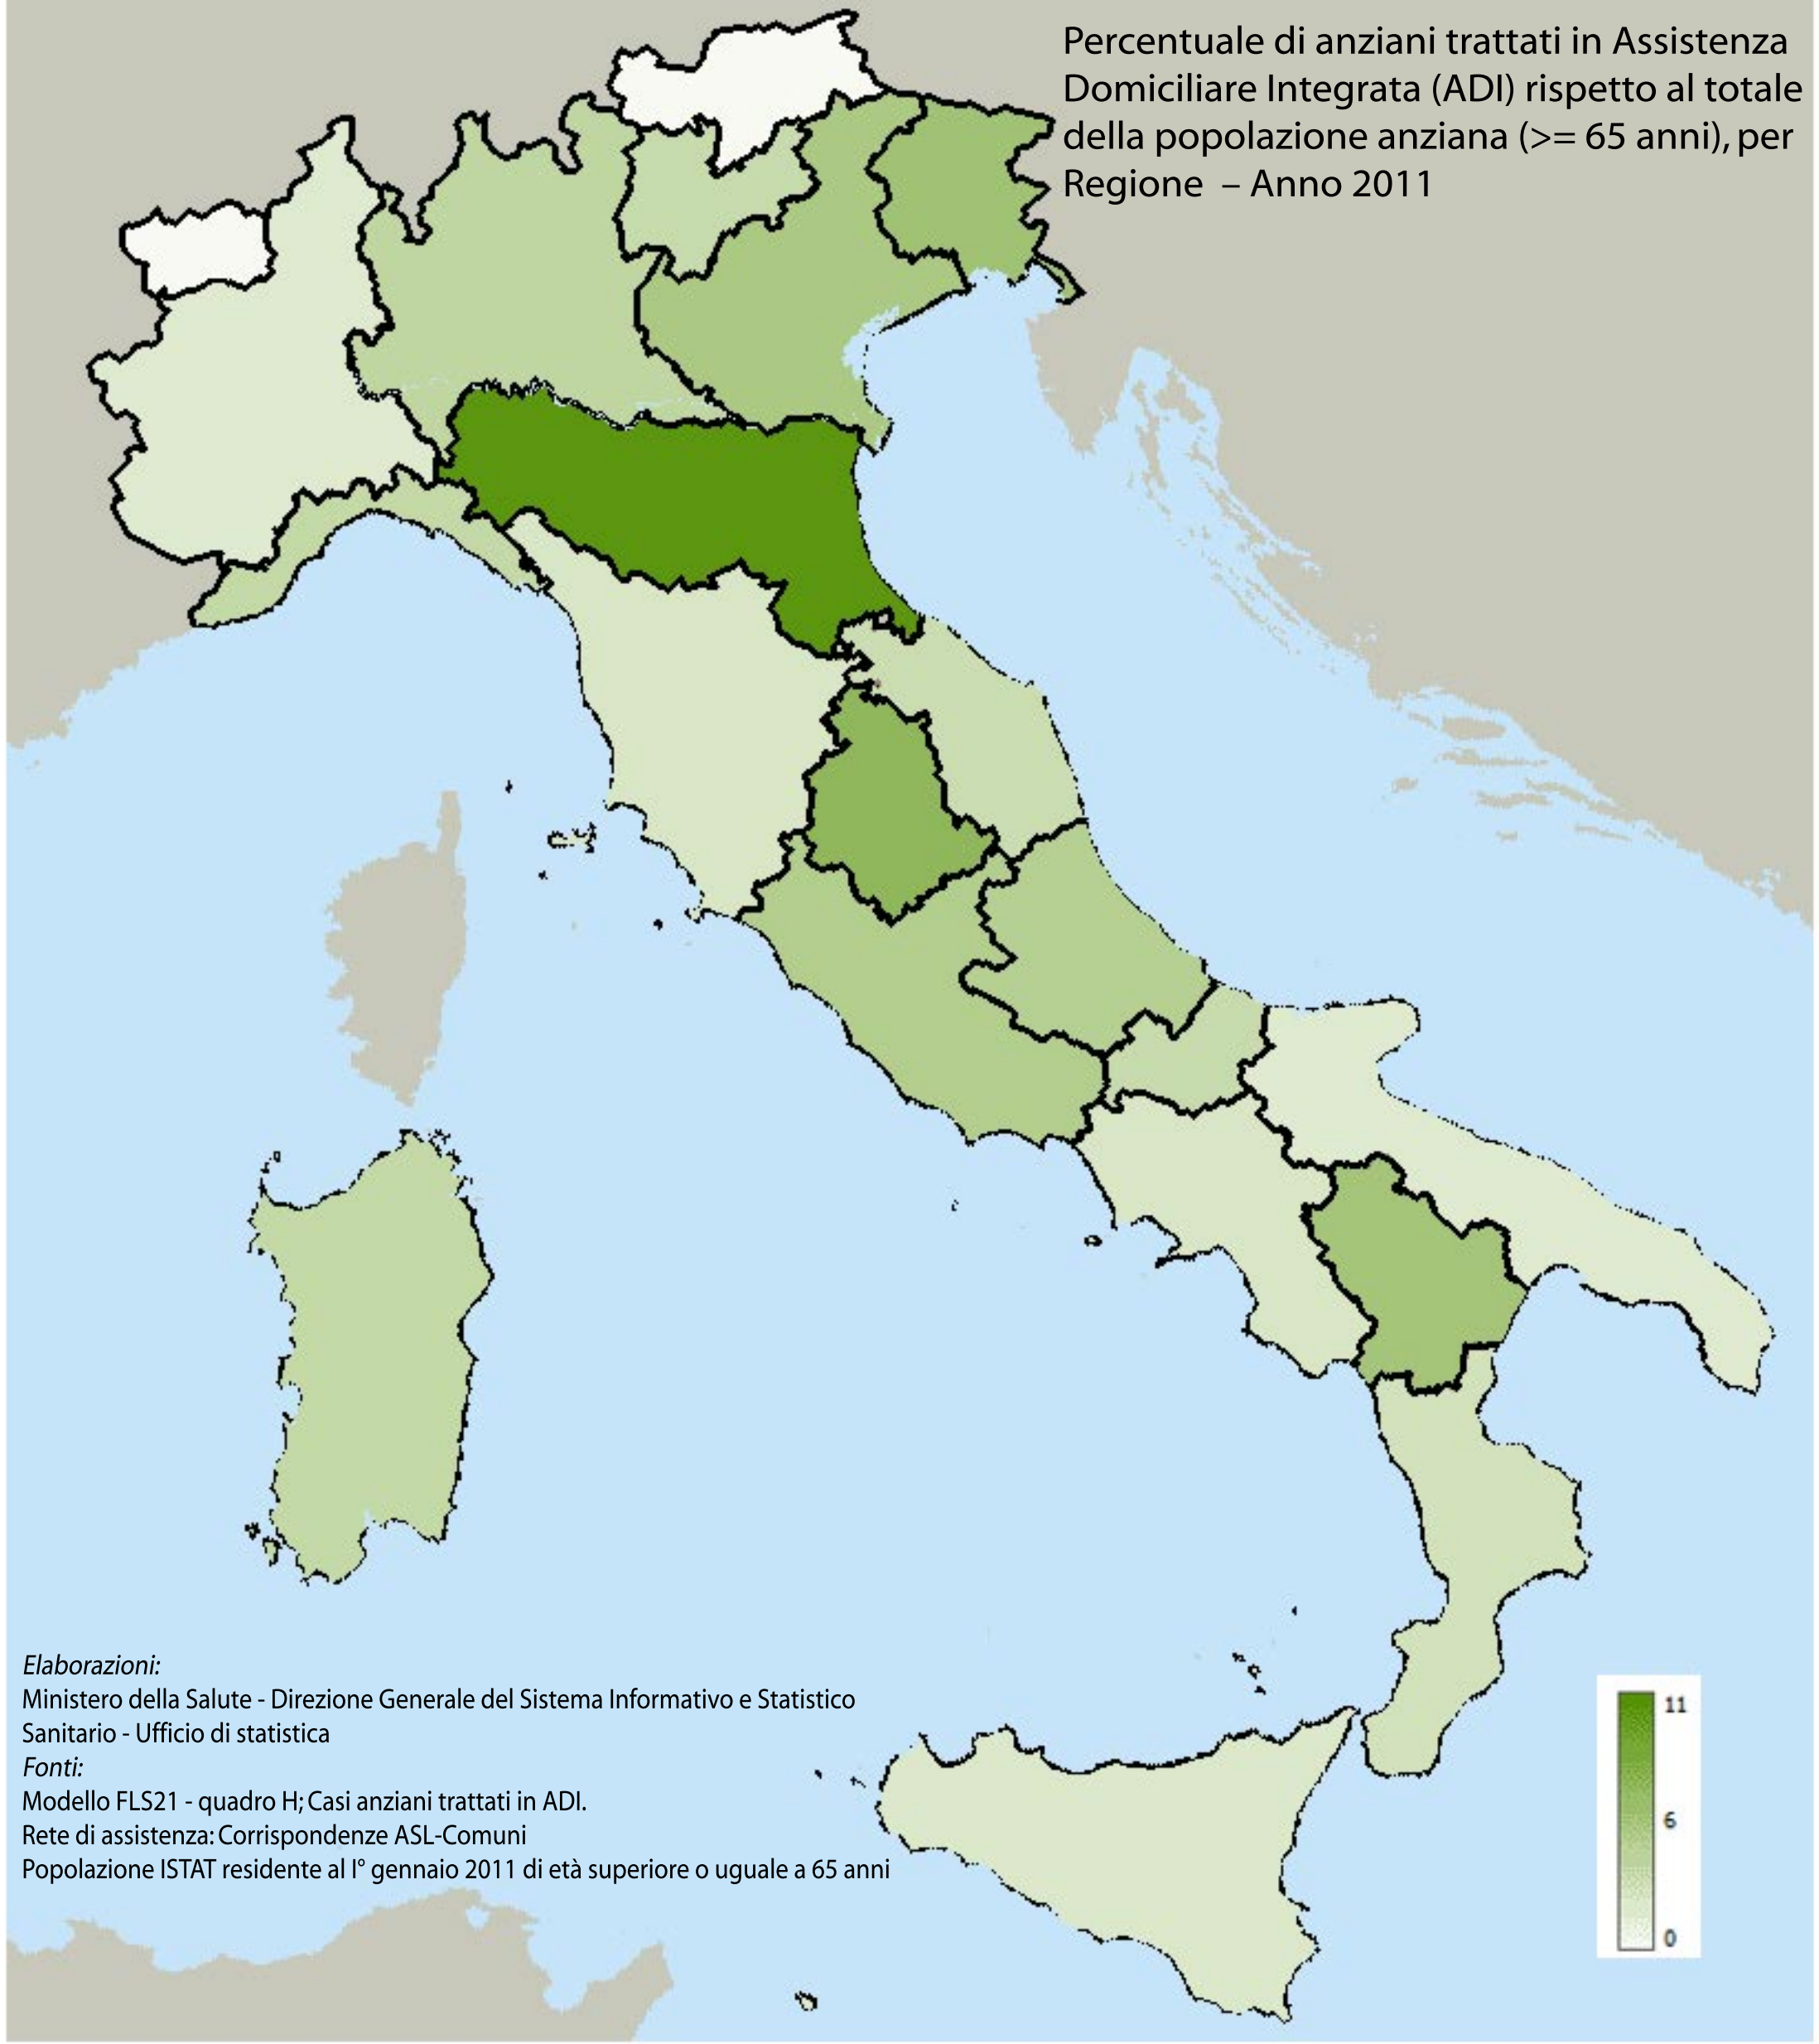 Percentuale di anziani trattati in Assistenza
Domiciliare Integrata (ADI) rispetto al totale
della popolazione anziana (>= 65 anni), per
Regione – Anno 2011
Elaborazioni:
Ministero della Salute - Direzione Generale del Sistema Informativo e Statistico
Sanitario - Ufficio di statistica
Fonti:
Modello FLS21 - quadro H; Casi anziani trattati in ADI.
Rete di assistenza: Corrispondenze ASL-Comuni
Popolazione ISTAT residente al I° gennaio 2011 di età superiore o uguale a 65 anni
11
6
0